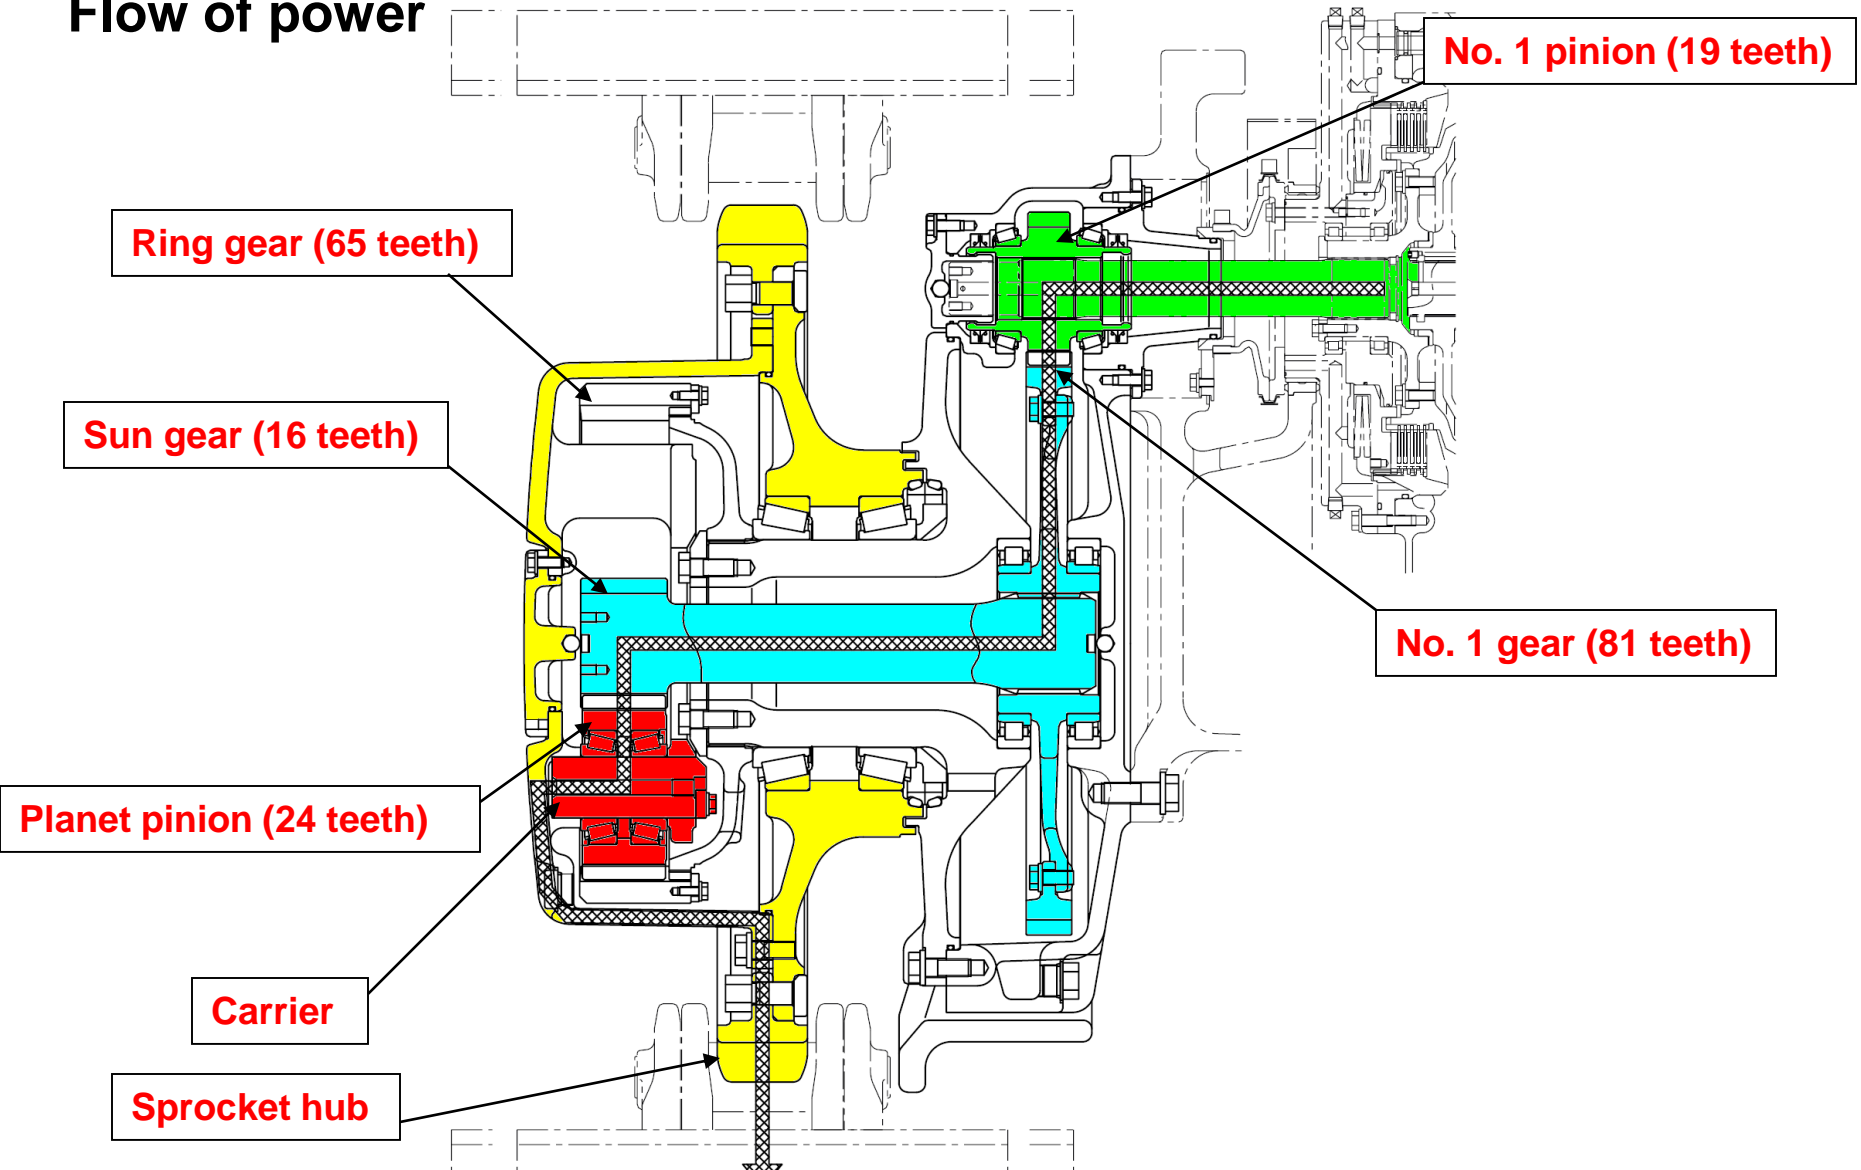 Flow of power
No. 1 pinion (19 teeth)
Ring gear (65 teeth)
Sun gear (16 teeth)
No. 1 gear (81 teeth)
Planet pinion (24 teeth)
Carrier
Sprocket hub